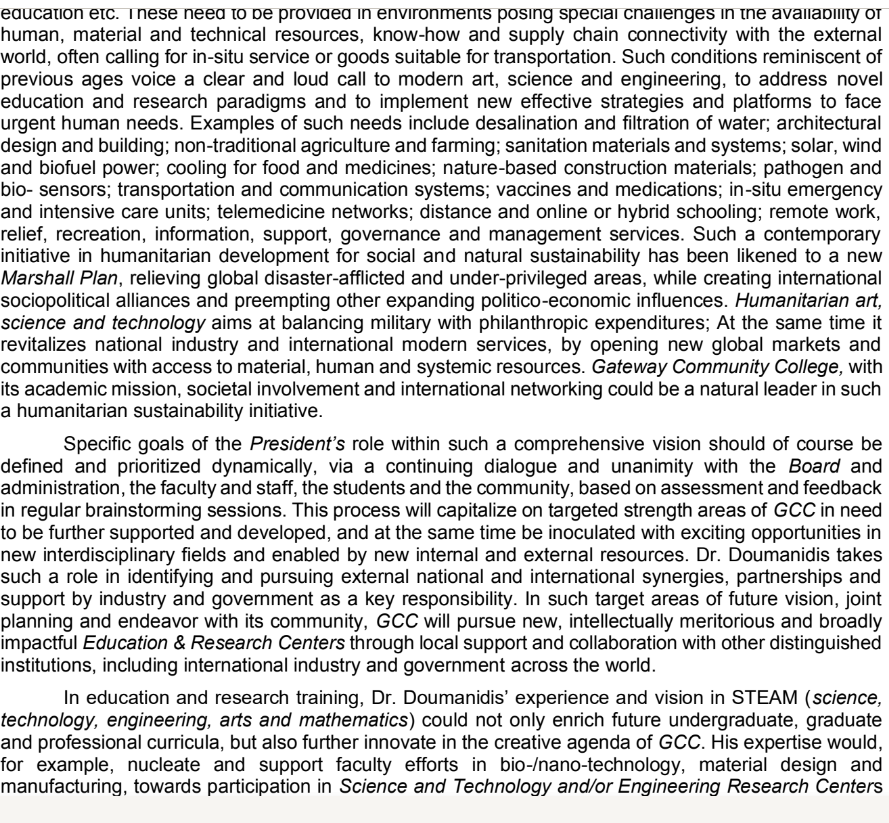 education etc. These need to be provided in environments posing special challenges in the availability of
human, material and technical resources, know-how and supply chain connectivity with the external
world, often calling for in-situ service or goods suitable for transportation. Such conditions reminiscent of
previous ages voice a clear and loud call to modern art, science and engineering, to address novel
education and research paradigms and to implement new effective strategies and platforms to face
urgent human needs. Examples of such needs include desalination and filtration of water; architectural
design and building; non-traditional agriculture and farming; sanitation materials and systems; solar, wind
and biofuel power; cooling for food and medicines; nature-based construction materials; pathogen and
bio- sensors; transportation and communication systems; vaccines and medications; in-situ emergency
and intensive care units; telemedicine networks; distance and online or hybrid schooling; remote work,
relief, recreation, information, support, governance and management services. Such a contemporary
initiative in humanitarian development for social and natural sustainability has been likened to a new
Marshall Plan, relieving global disaster-afflicted and under-privileged areas, while creating international
sociopolitical alliances and preempting other expanding politico-economic influences. Humanitarian art,
science and technology aims at balancing military with philanthropic expenditures; At the same time it
revitalizes national industry and international modern services, by opening new global markets and
communities with access to material, human and systemic resources. Gateway Community College, with
its academic mission, societal involvement and international networking could be a natural leader in such
a humanitarian sustainability initiative.
Specific goals of the President's role within such a comprehensive vision should of course be
defined and prioritized dynamically, via a continuing dialogue and unanimity with the Board and
administration, the faculty and staff, the students and the community, based on assessment and feedback
in regular brainstorming sessions. This process will capitalize on targeted strength areas of GCC in need
to be further supported and developed, and at the same time be inoculated with exciting opportunities in
new interdisciplinary fields and enabled by new internal and external resources. Dr. Doumanidis takes
such a role in identifying and pursuing external national and international synergies, partnerships and
support by industry and government as a key responsibility. In such target areas of future vision, joint
planning and endeavor with its community, GCC will pursue new, intellectually meritorious and broadly
impactful Education & Research Centers through local support and collaboration with other distinguished
institutions, including international industry and government across the world.
In education and research training, Dr. Doumanidis' experience and vision in STEAM (science,
technology, engineering, arts and mathematics) could not only enrich future undergraduate, graduate
and professional curricula, but also further innovate in the creative agenda of GCC. His expertise would,
for example, nucleate and support faculty efforts in bio-/nano-technology, material design and
manufacturing, towards participation in Science and Technology and/or Engineering Research Centers